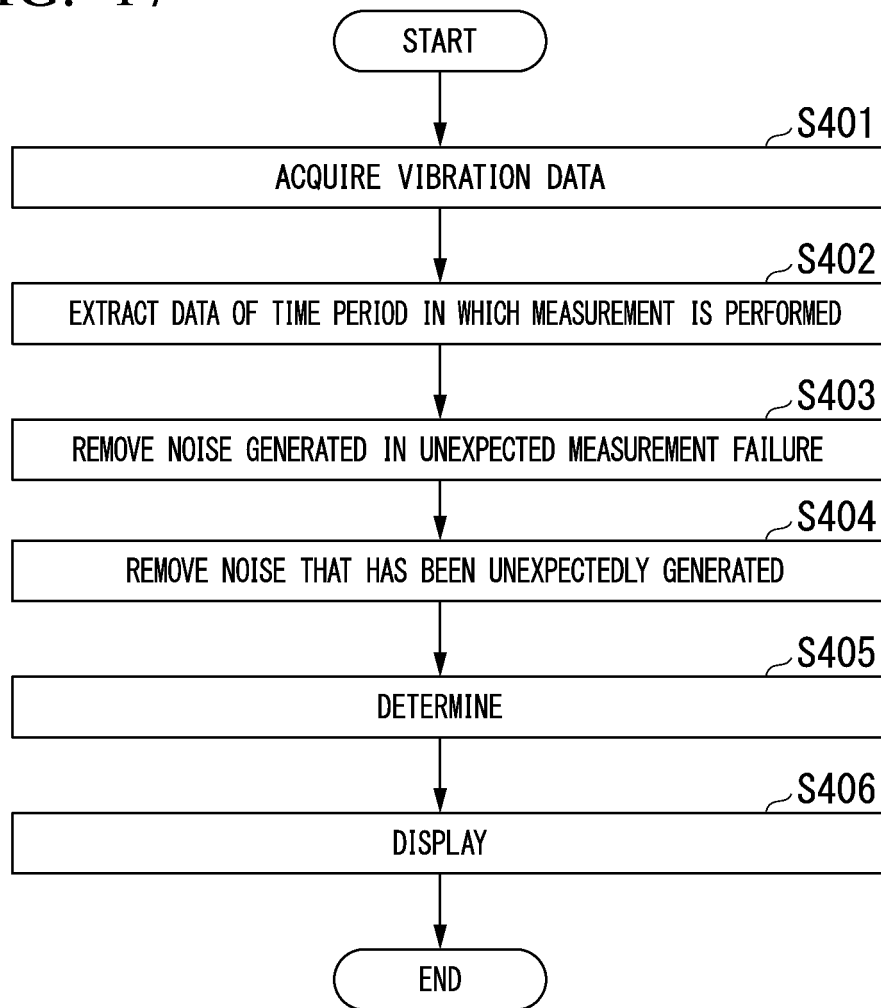 START
S401
ACQUIRE VIBRATION DATA
S402
EXTRACT DATA OF TIME PERIOD IN WHICH MEASUREMENT IS PERFORMED
S403
REMOVE NOISE GENERATED IN UNEXPECTED MEASUREMENT FAILURE
S404
REMOVE NOISE THAT HAS BEEN UNEXPECTEDLY GENERATED
S405
DETERMINE
S406
DISPLAY
END